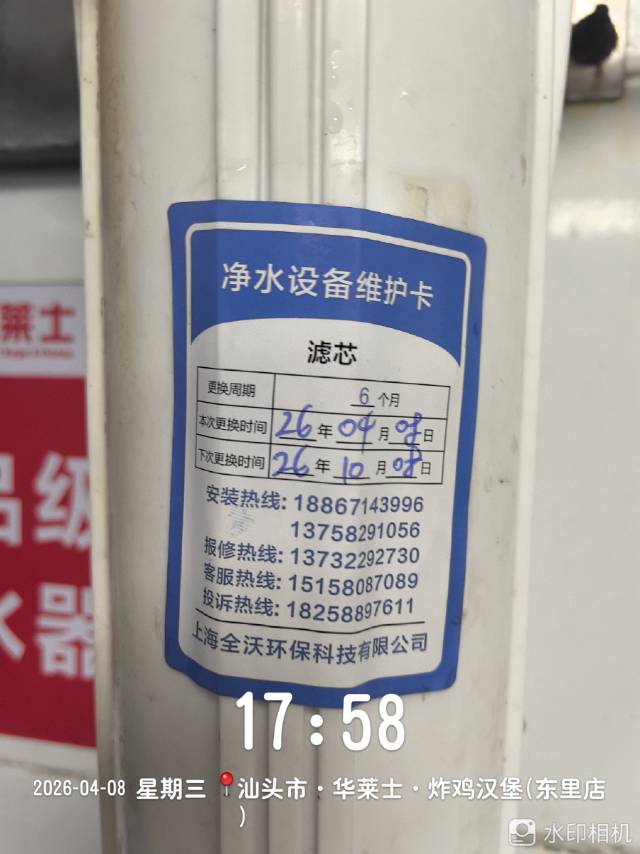 莱士
品级
水器
净水设备维护卡
滤芯
更换周期 6 个月
本次更换时间 26 年 04 月 08 日
下次更换时间 26 年 10 月 08 日
安装热线: 18867143996
13758291056
报修热线: 13732292730
客服热线: 15158087089
投诉热线: 18258897611
上海全沃环保科技有限公司
17:58
2026-04-08 星期三 汕头市·华莱士·炸鸡汉堡(东里店
)
水印相机